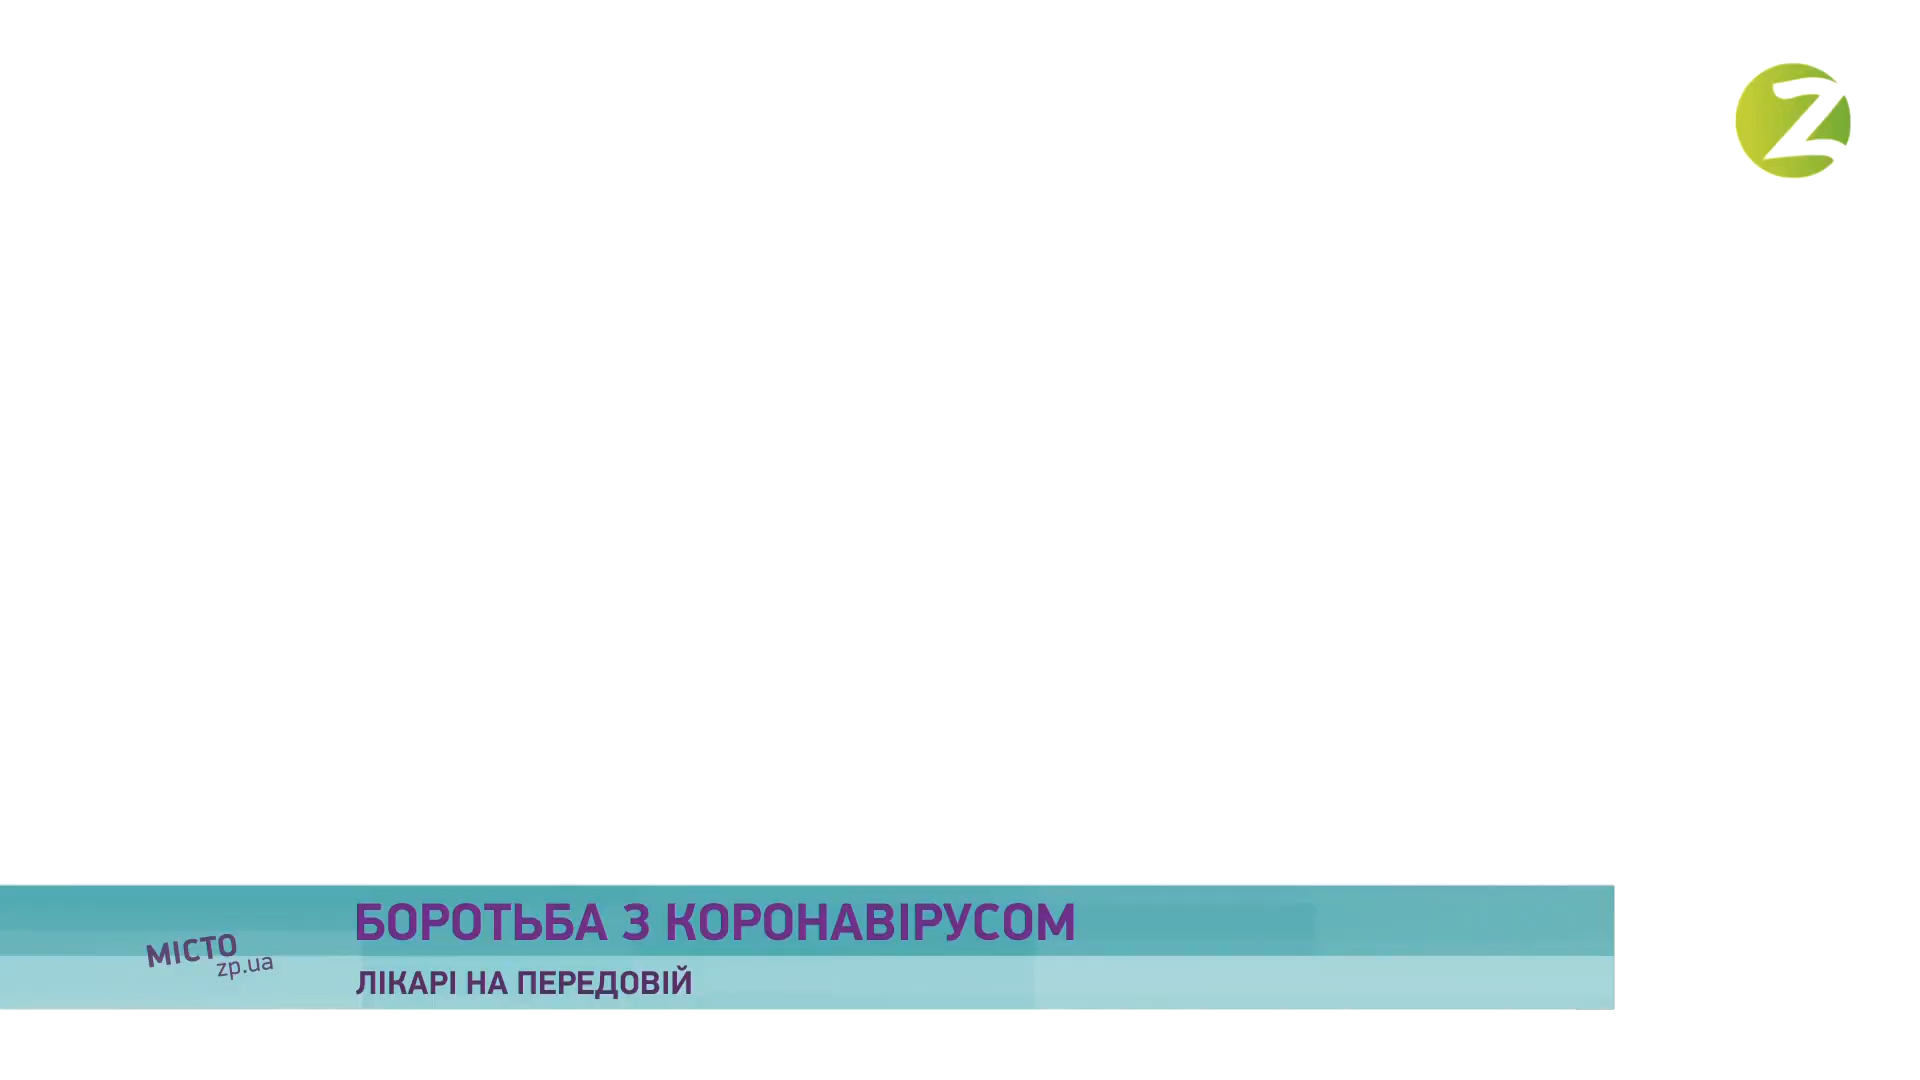 Z
БОРОТЬБА З КОРОНАВІРУСОМ
МІСТО
zp.ua
ЛІКАРІ НА ПЕРЕДОВІЙ